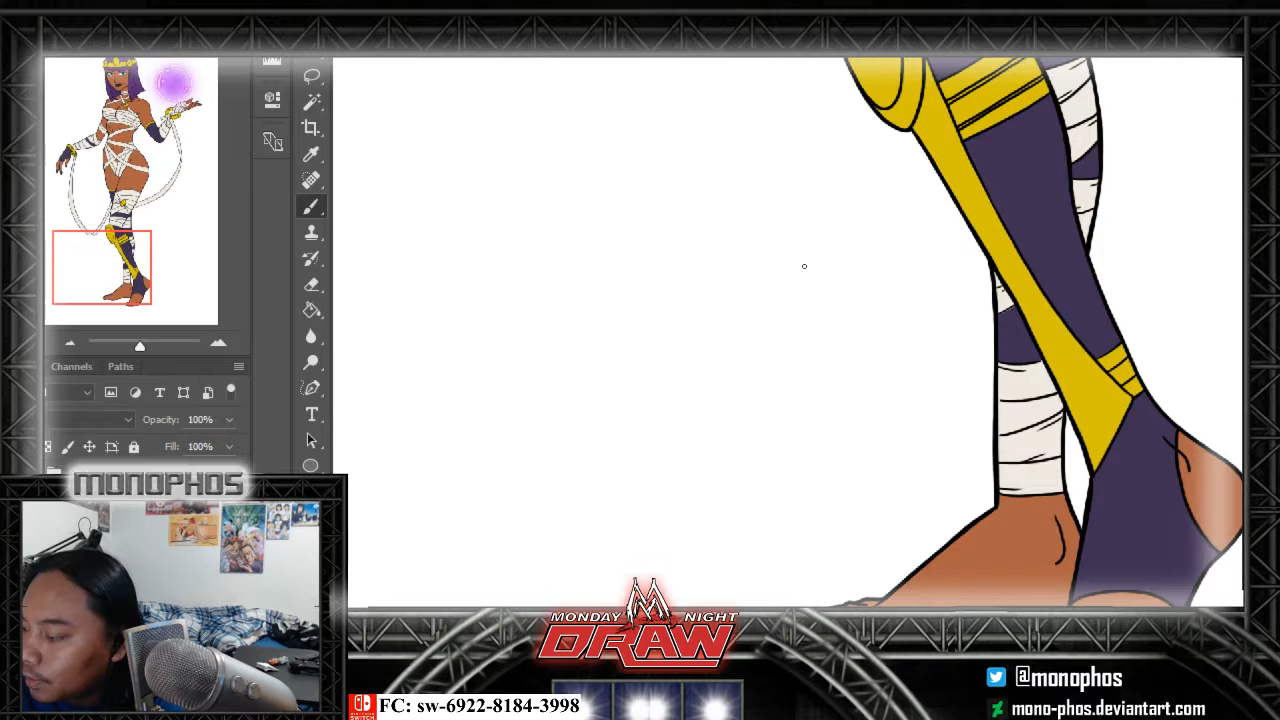 Channels
Paths
Opacity: 100%
Fill: 100%
MONOPHOS
MONDAY NIGHT
DRAW
FC: sw-6922-8184-3998
@monophos
mono-phos.deviantart.com